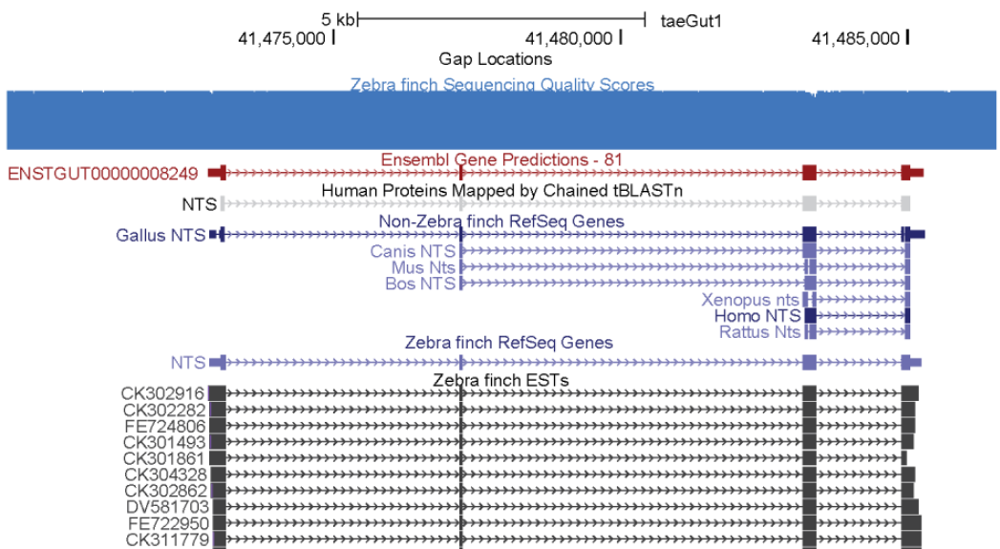 5 kb taeGut1
41,475,000 41,480,000 41,485,000
Gap Locations
Zebra finch Sequencing Quality Scores
Ensembl Gene Predictions - 81
ENSTGUT00000008249
Human Proteins Mapped by Chained tBLASTn
NTS
Non-Zebra finch RefSeq Genes
Gallus NTS
Canis NTS
Mus Nts
Bos NTS
Xenopus nts
Homo NTS
Rattus Nts
Zebra finch RefSeq Genes
NTS
Zebra finch ESTs
CK302916
CK302282
FE724806
CK301493
CK301861
CK304328
CK302862
DV581703
FE722950
CK311779